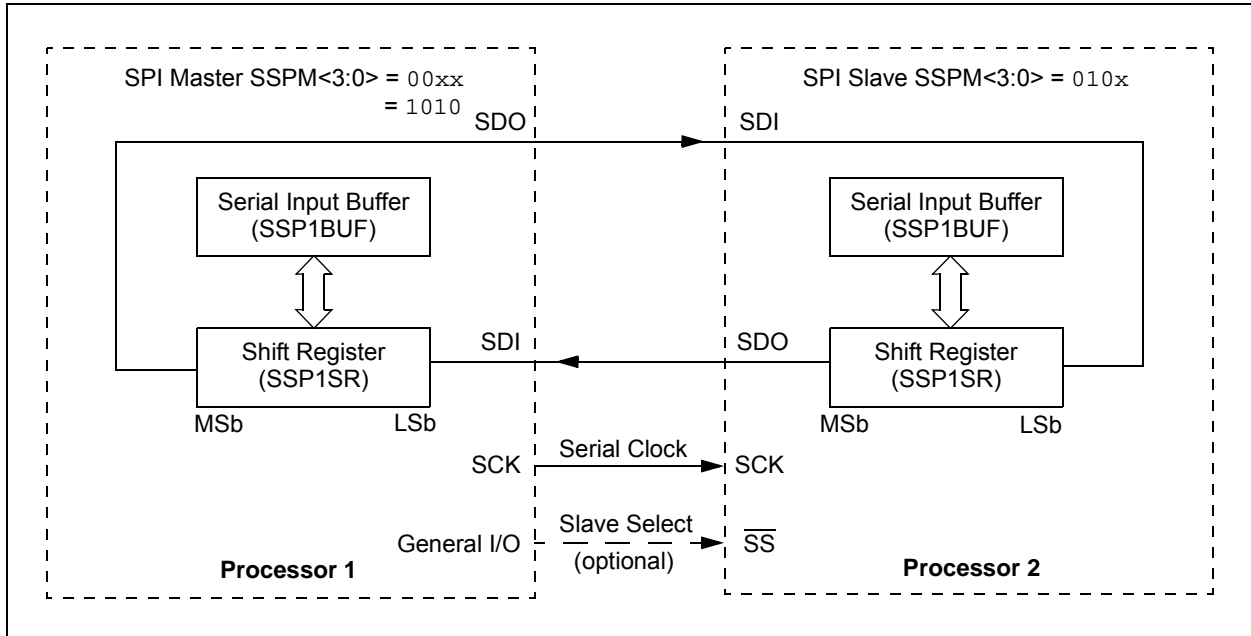 SPI Master SSPM<3:0> = 00xx
= 1010
SDO
Serial Input Buffer
(SSP1BUF)
Shift Register
(SSP1SR)
MSb
LSb
SDI
SCK
General I/O
Processor 1
Serial Clock
Slave Select
(optional)
SPI Slave SSPM<3:0> = 010x
SDI
Serial Input Buffer
(SSP1BUF)
SDO
Shift Register
(SSP1SR)
MSb
LSb
SCK
SS
Processor 2